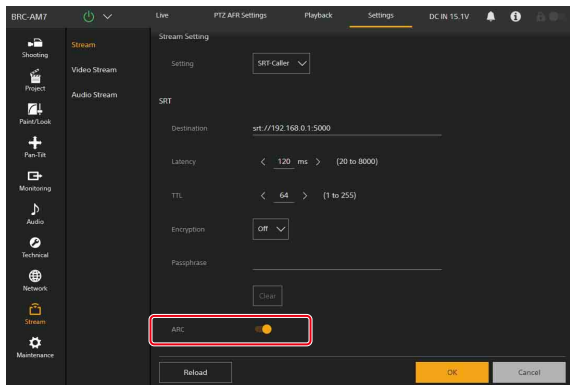 BRC-AM7
Live
PTZ AFR Settings
Playback
Settings
DC IN 15.1V
Shooting
Project
Paint/Look
Pan-Tilt
Monitoring
Audio
Technical
Network
Stream
Maintenance
Stream
Video Stream
Audio Stream
Stream Setting
Setting SRT-Caller
SRT
Destination srt://192.168.0.1:5000
Latency 120 ms (20 to 8000)
TTL 64 (1 to 255)
Encryption Off
Passphrase
Clear
ARC
Reload
OK
Cancel